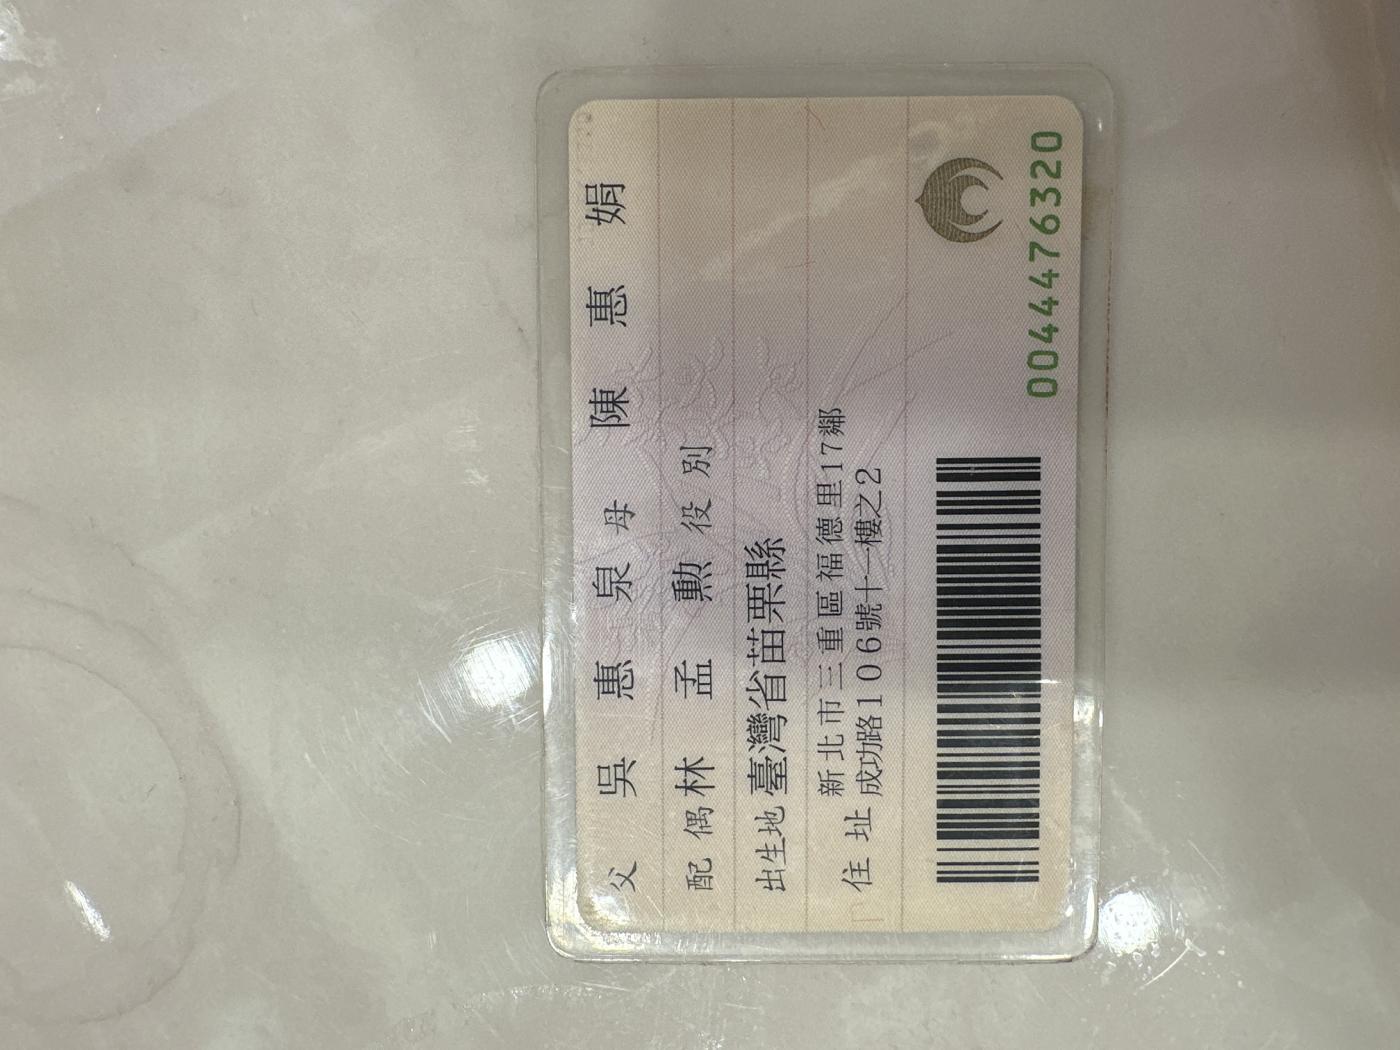 父 吳惠泉 母 陳惠娟
配偶 林孟勳 役別
出生地 臺灣省苗栗縣
住址 新北市三重區福德里17鄰
成功路106號十一樓之2
0044476320